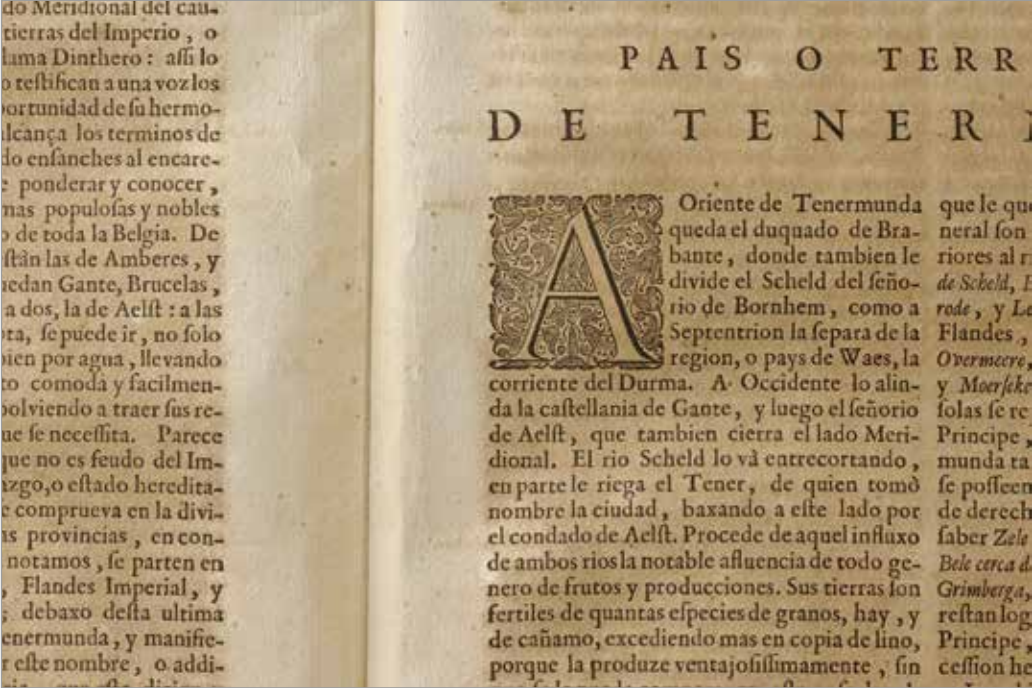 do Meridional del cau-
tierras del Imperio, o
lama Dinthero: aſſi lo
o teſtifican a una voz los
ortunidad de ſu hermo-
alcança los terminos de
do enſanches al encare-
ponderar y conocer,
mas populoſas y nobles
de toda la Belgia. De
ſtàn las de Amberes, y
uedan Gante, Brucelas,
a dos, la de Aelſt: a las
ſe puede ir, no ſolo
bien por agua, llevando
to comoda y facilmen-
bolviendo a traer ſus re-
ue ſe neceſſita. Parece
que no es feudo del Im-
azgo, o eſtado heredita-
comprueva en la divi-
as provincias, en con-
notamos, ſe parten en
, Flandes Imperial, y
; debaxo deſta ultima
enermunda, y manifie-
r eſte nombre, o addi-
PAIS O TERR
DE TENER
A Oriente de Tenermunda
queda el duquado de Bra-
bante, donde tambien le
divide el Scheld del ſeño-
rio de Bornhem, como a
Septentrion la ſepara de la
region, o pays de Waes, la
corriente del Durma. A Occidente lo alin-
da la caſtellania de Gante, y luego el ſeñorio
de Aelſt, que tambien cierra el lado Meri-
dional. El rio Scheld lo và entrecortando,
en parte le riega el Tener, de quien tomò
nombre la ciudad, baxando a eſte lado por
el condado de Aelſt. Procede de aquel influxo
de ambos rios la notable afluencia de todo ge-
nero de frutos y producciones. Sus tierras ſon
fertiles de quantas eſpecies de granos, hay, y
de cañamo, excediendo mas en copia de lino,
porque la produze ventajoſiſſimamente, ſin
que le que
neral ſon
riores al ri
de Scheld, 
rode, y Le
Flandes,
Overmeere,
y Moerſeke
ſolas ſe re
Principe,
munda ta
ſe poſſeen
de derech
ſaber Zele
Bele cerca d
Grimberga,
reſtan log
Principe,
ceſſion he